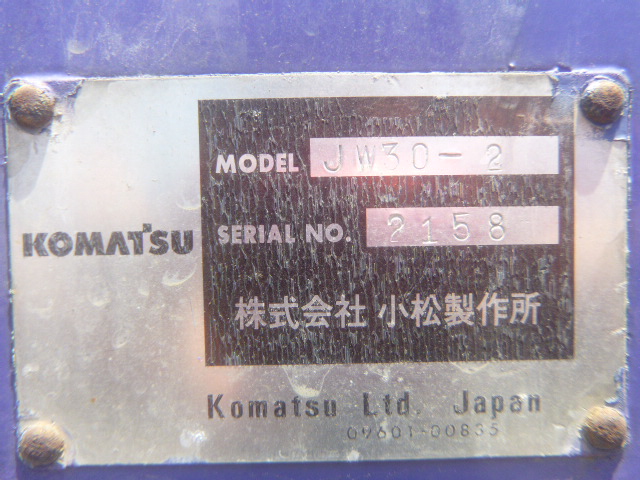 MODEL JW30-2
KOMATSU
SERIAL NO. 2158
株式会社 小松製作所
Komatsu Ltd. Japan
09601-00835